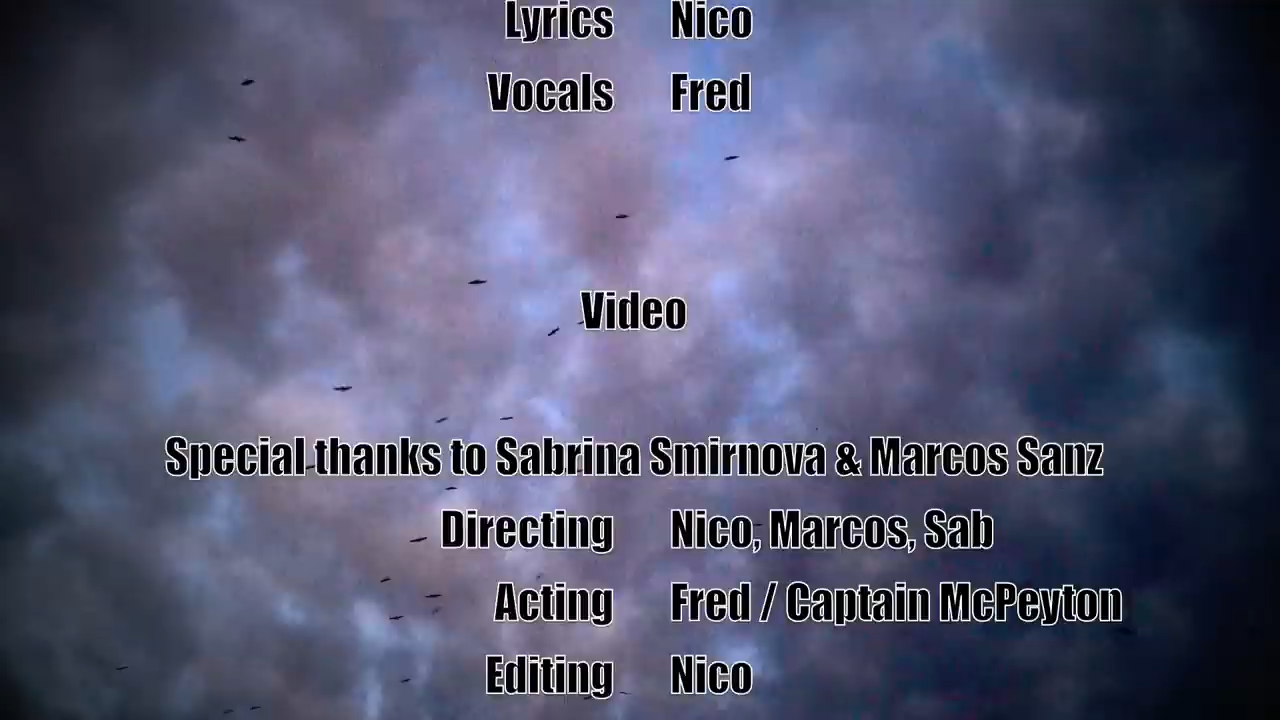 Lyrics Nico
Vocals Fred
Video
Special thanks to Sabrina Smirnova & Marcos Sanz
Directing Nico, Marcos, Sab
Acting Fred / Captain McPeyton
Editing Nico